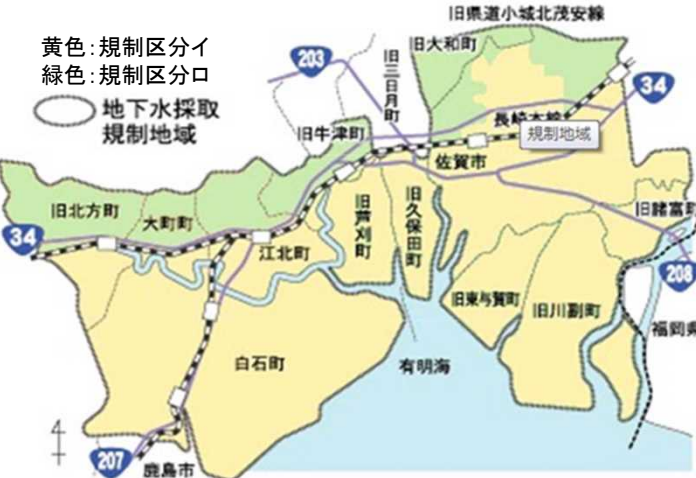 旧県道小城北茂安線
黄色：規制区分イ
緑色：規制区分ロ
地下水採取
規制地域
203
旧三日月町
旧大和町
34
長崎本線
規制地域
旧牛津町
佐賀市
旧北方町
大町町
江北町
旧芦刈町
旧久保田町
旧諸富町
34
208
旧東与賀町
旧川副町
福岡県
白石町
有明海
4
207
鹿島市